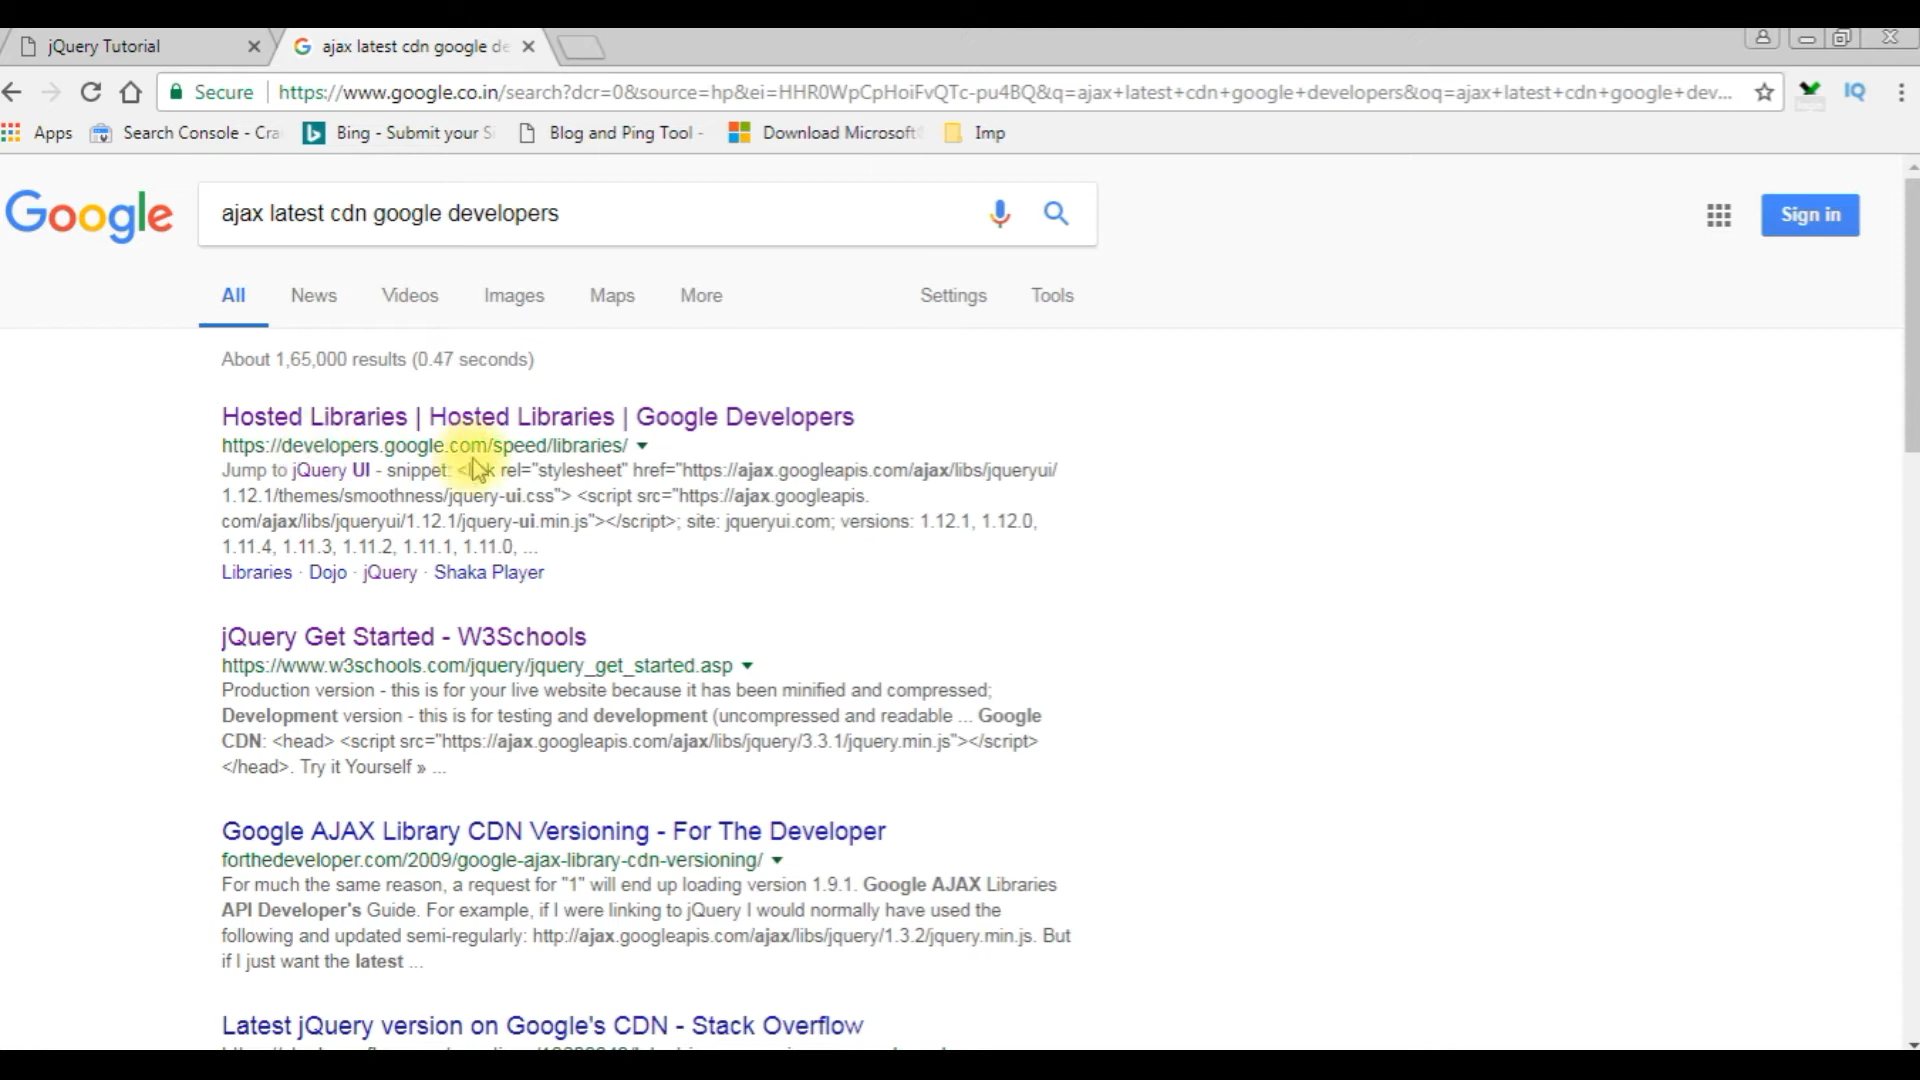 jQuery Tutorial
ajax latest cdn google de
Secure https://www.google.co.in/search?dcr=0&source=hp&ei=HHR0WpCpHoiFvQTc-pu4BQ&q=ajax+latest+cdn+google+developers&oq=ajax+latest+cdn+google+dev...
IQ
Apps Search Console - Cra Bing - Submit your S Blog and Ping Tool - Download Microsoft Imp
Google
ajax latest cdn google developers
Sign in
All News Videos Images Maps More Settings Tools
About 1,65,000 results (0.47 seconds)
Hosted Libraries | Hosted Libraries | Google Developers
https://developers.google.com/speed/libraries/
Jump to jQuery UI - snippet: <link rel="stylesheet" href="https://ajax.googleapis.com/ajax/libs/jqueryui/
1.12.1/themes/smoothness/jquery-ui.css"> <script src="https://ajax.googleapis.
com/ajax/libs/jqueryui/1.12.1/jquery-ui.min.js"></script>; site: jqueryui.com; versions: 1.12.1, 1.12.0,
1.11.4, 1.11.3, 1.11.2, 1.11.1, 1.11.0, ...
Libraries · Dojo · jQuery · Shaka Player
jQuery Get Started - W3Schools
https://www.w3schools.com/jquery/jquery_get_started.asp
Production version - this is for your live website because it has been minified and compressed;
Development version - this is for testing and development (uncompressed and readable ... Google
CDN: <head> <script src="https://ajax.googleapis.com/ajax/libs/jquery/3.3.1/jquery.min.js"></script>
</head>. Try it Yourself » ...
Google AJAX Library CDN Versioning - For The Developer
forthedeveloper.com/2009/google-ajax-library-cdn-versioning/
For much the same reason, a request for "1" will end up loading version 1.9.1. Google AJAX Libraries
API Developer's Guide. For example, if I were linking to jQuery I would normally have used the
following and updated semi-regularly: http://ajax.googleapis.com/ajax/libs/jquery/1.3.2/jquery.min.js. But
if I just want the latest ...
Latest jQuery version on Google's CDN - Stack Overflow